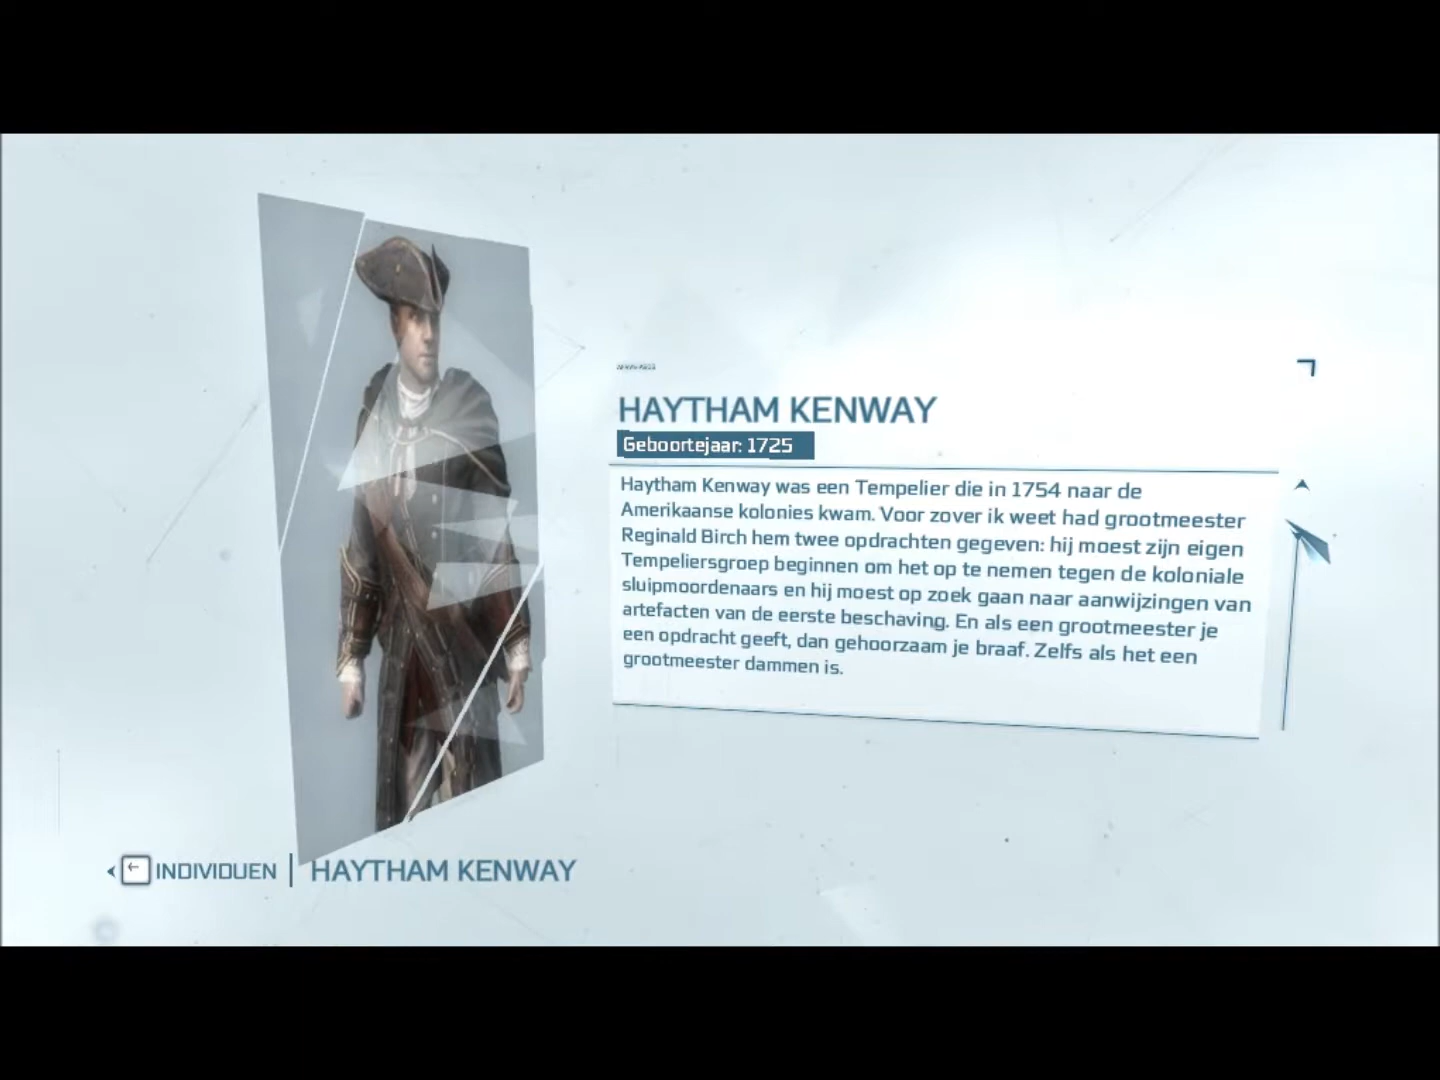 HAYTHAM KENWAY
Geboortejaar: 1725
Haytham Kenway was een Tempelier die in 1754 naar de
Amerikaanse kolonies kwam. Voor zover ik weet had grootmeester
Reginald Birch hem twee opdrachten gegeven: hij moest zijn eigen
Tempeliersgroep beginnen om het op te nemen tegen de koloniale
sluipmoordenaars en hij moest op zoek gaan naar aanwijzingen van
artefacten van de eerste beschaving. En als een grootmeester je
een opdracht geeft, dan gehoorzaam je braaf. Zelfs als het een
grootmeester dammen is.
INDIVIDUEN | HAYTHAM KENWAY